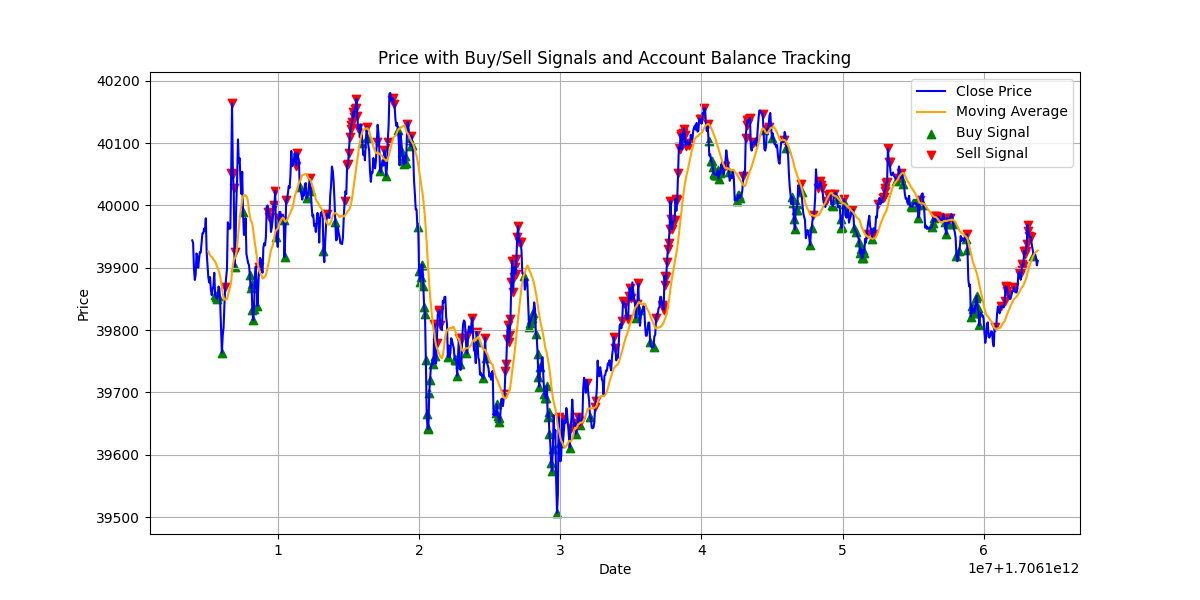 Price with Buy/Sell Signals and Account Balance Tracking
40200
40100
40000
39900
39800
39700
39600
39500
Price
Close Price
Moving Average
Buy Signal
Sell Signal
1 2 3 4 5 6
Date
1e7+1.7061e12